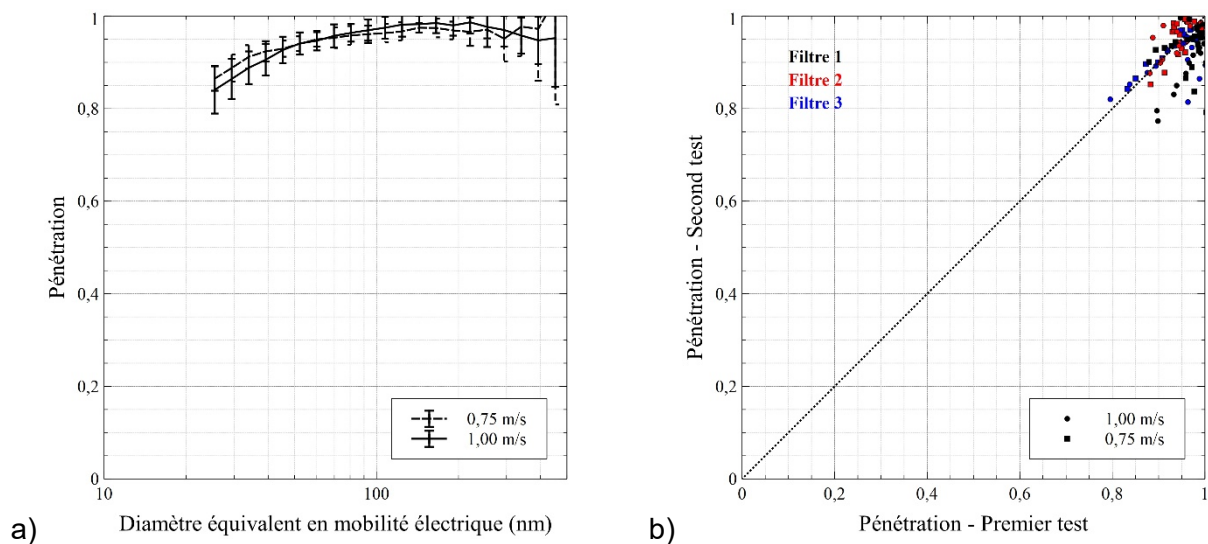 Pénétration
1
0,8
0,6
0,4
0,2
0
10
100
0,75 m/s
1,00 m/s
a)
Diamètre équivalent en mobilité électrique (nm)
Pénétration - Second test
1
0,8
0,6
0,4
0,2
0
Filtre 1
Filtre 2
Filtre 3
1,00 m/s
0,75 m/s
0
0,2
0,4
0,6
0,8
1
b)
Pénétration - Premier test